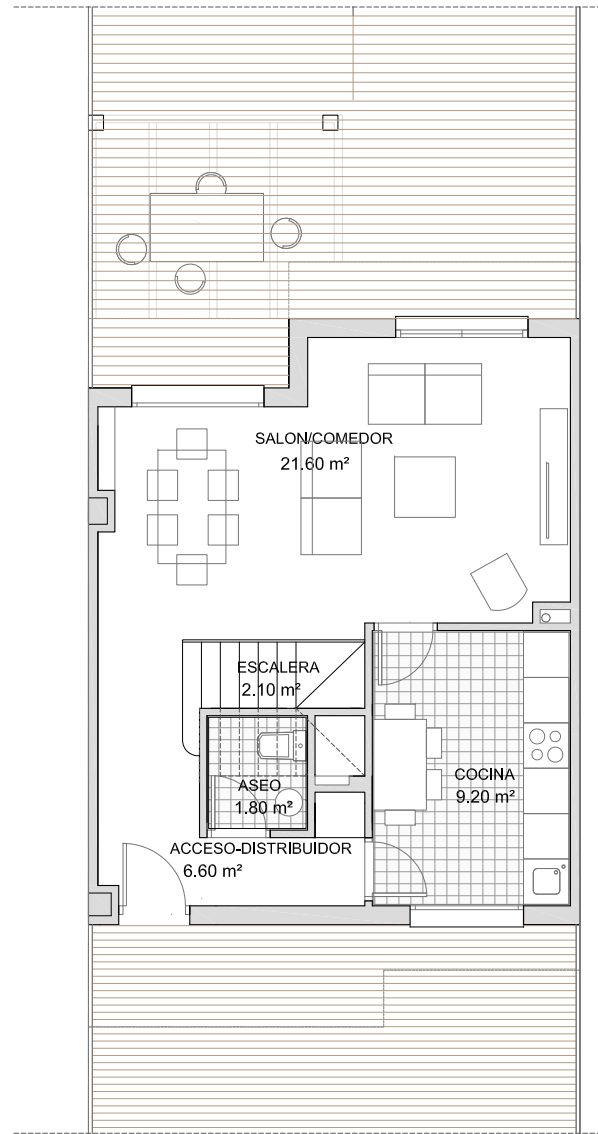 SALON/COMEDOR
21.60 m²
ESCALERA
2.10 m²
ASEO
1.80 m²
COCINA
9.20 m²
ACCESO-DISTRIBUIDOR
6.60 m²